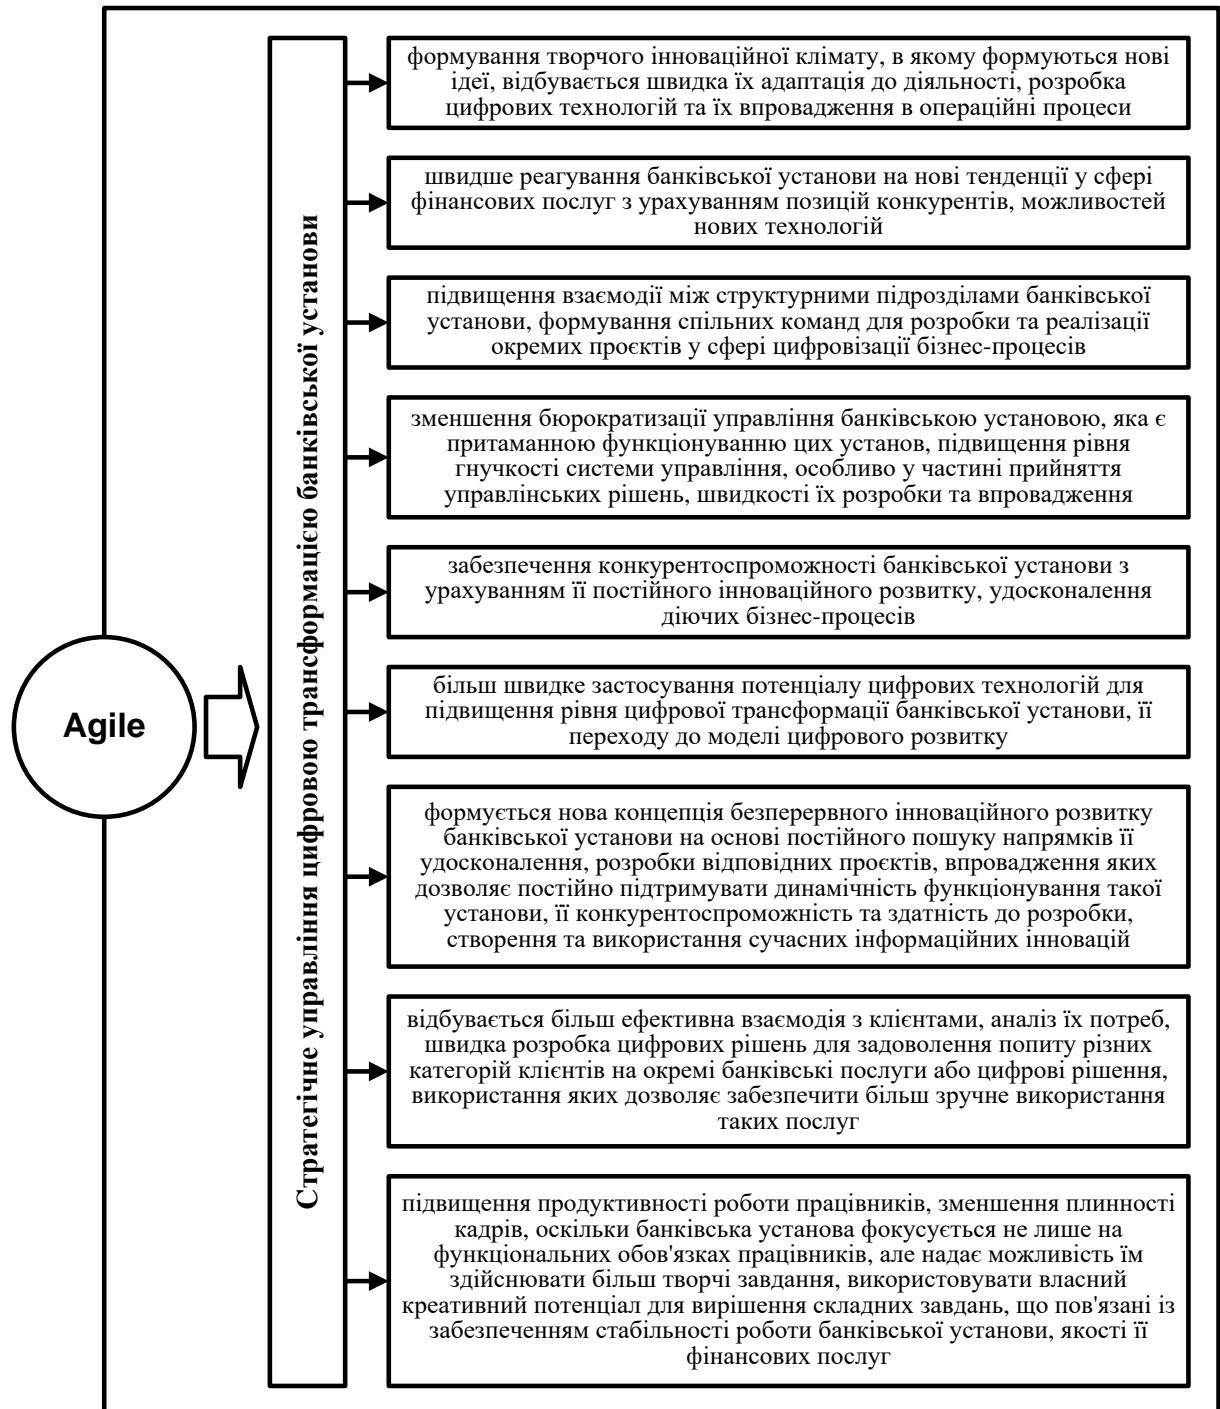 Agile
Стратегічне управління цифровою трансформацією банківської установи
формування творчого інноваційної клімату, в якому формуються нові
ідеї, відбувається швидка їх адаптація до діяльності, розробка
цифрових технологій та їх впровадження в операційні процеси
швидше реагування банківської установи на нові тенденції у сфері
фінансових послуг з урахуванням позицій конкурентів, можливостей
нових технологій
підвищення взаємодії між структурними підрозділами банківської
установи, формування спільних команд для розробки та реалізації
окремих проєктів у сфері цифровізації бізнес-процесів
зменшення бюрократизації управління банківською установою, яка є
притаманною функціонуванню цих установ, підвищення рівня
гнучкості системи управління, особливо у частині прийняття
управлінських рішень, швидкості їх розробки та впровадження
забезпечення конкурентоспроможності банківської установи з
урахуванням її постійного інноваційного розвитку, удосконалення
діючих бізнес-процесів
більш швидке застосування потенціалу цифрових технологій для
підвищення рівня цифрової трансформації банківської установи, її
переходу до моделі цифрового розвитку
формується нова концепція безперервного інноваційного розвитку
банківської установи на основі постійного пошуку напрямків її
удосконалення, розробки відповідних проєктів, впровадження яких
дозволяє постійно підтримувати динамічність функціонування такої
установи, її конкурентоспроможність та здатність до розробки,
створення та використання сучасних інформаційних інновацій
відбувається більш ефективна взаємодія з клієнтами, аналіз їх потреб,
швидка розробка цифрових рішень для задоволення попиту різних
категорій клієнтів на окремі банківські послуги або цифрові рішення,
використання яких дозволяє забезпечити більш зручне використання
таких послуг
підвищення продуктивності роботи працівників, зменшення плинності
кадрів, оскільки банківська установа фокусується не лише на
функціональних обов'язках працівників, але надає можливість їм
здійснювати більш творчі завдання, використовувати власний
креативний потенціал для вирішення складних завдань, що пов'язані із
забезпеченням стабільності роботи банківської установи, якості її
фінансових послуг